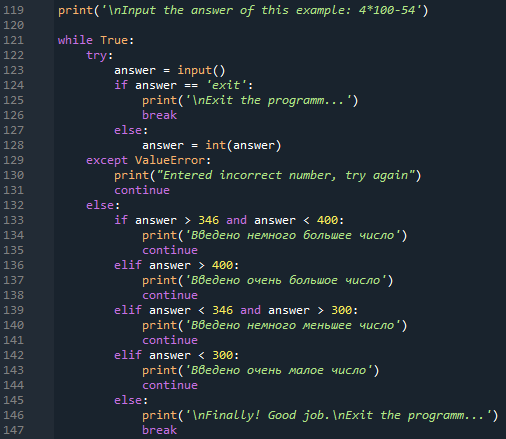 119 print('\nInput the answer of this example: 4*100-54')
120
121 while True:
122     try:
123         answer = input()
124         if answer == 'exit':
125             print('\nExit the programm...')
126             break
127         else:
128             answer = int(answer)
129     except ValueError:
130         print("Entered incorrect number, try again")
131         continue
132     else:
133         if answer > 346 and answer < 400:
134             print('Введено немного большее число')
135             continue
136         elif answer > 400:
137             print('Введено очень большое число')
138             continue
139         elif answer < 346 and answer > 300:
140             print('Введено немного меньшее число')
141             continue
142         elif answer < 300:
143             print('Введено очень малое число')
144             continue
145         else:
146             print('\nFinally! Good job.\nExit the programm...')
147             break